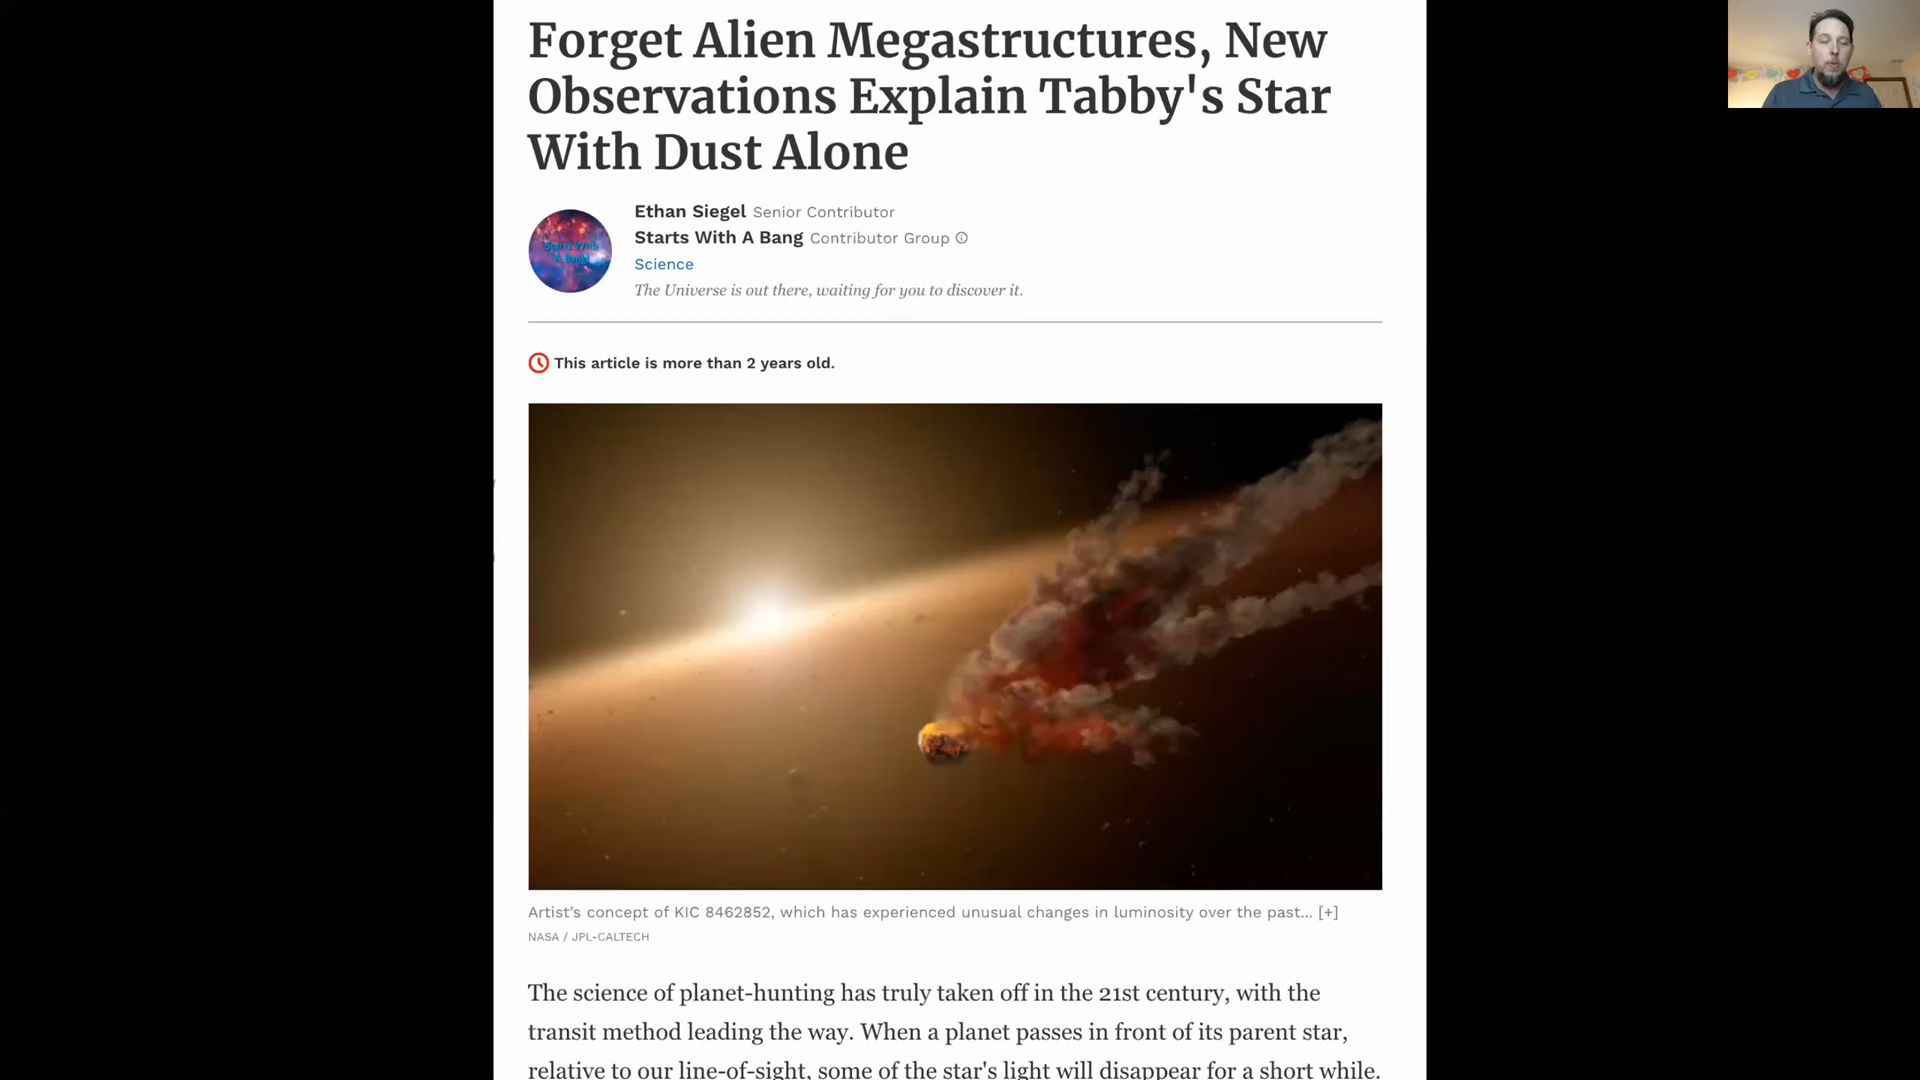 Forget Alien Megastructures, New
Observations Explain Tabby's Star
With Dust Alone
Starts With
A Bang!
Ethan Siegel Senior Contributor
Starts With A Bang Contributor Group
Science
The Universe is out there, waiting for you to discover it.
This article is more than 2 years old.
Artist's concept of KIC 8462852, which has experienced unusual changes in luminosity over the past... [+]
NASA / JPL-CALTECH
The science of planet-hunting has truly taken off in the 21st century, with the
transit method leading the way. When a planet passes in front of its parent star,
relative to our line-of-sight, some of the star's light will disappear for a short while.